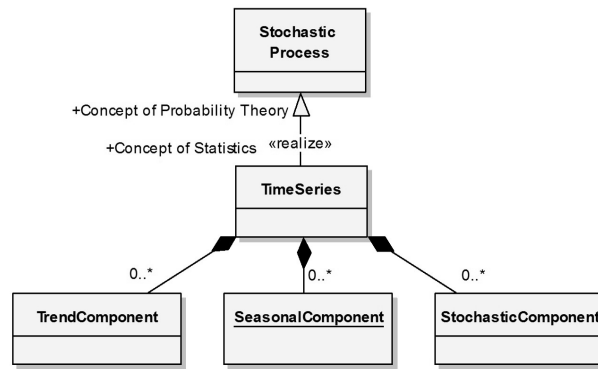 Stochastic
Process
+Concept of Probability Theory
+Concept of Statistics «realize»
TimeSeries
0..* 0..* 0..*
TrendComponent SeasonalComponent StochasticComponent